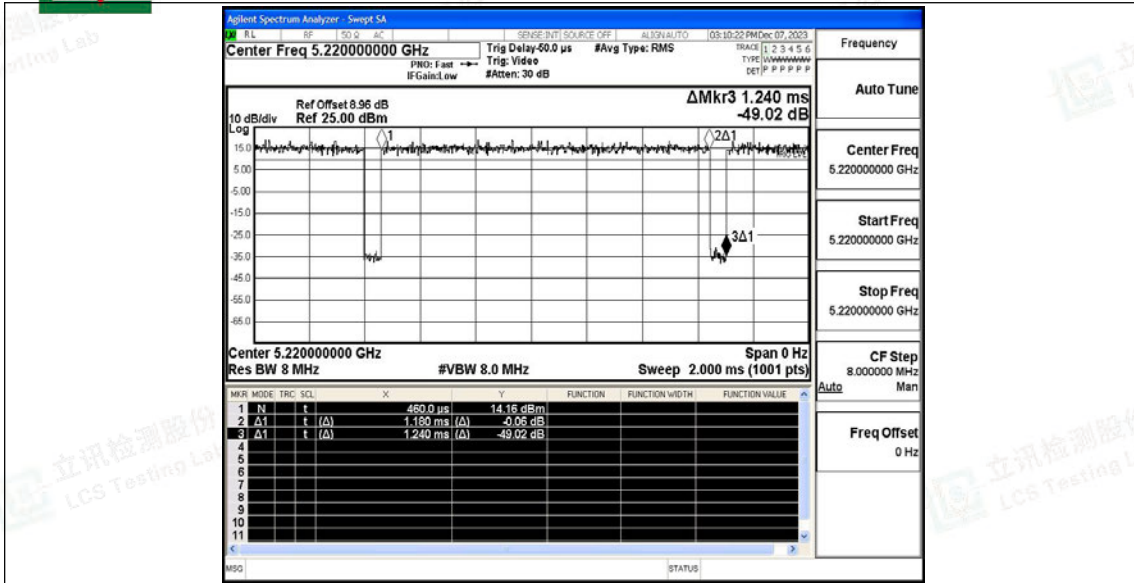 Agilent Spectrum Analyzer - Swept SA
RL RF 50 Ω AC SENSE:INT SOURCE OFF ALIGNAUTO 03:10:22 PM Dec 07, 2023
Center Freq 5.220000000 GHz
PNO: Fast
IFGain:Low
Trig Delay-50.0 µs
Trig: Video
#Atten: 30 dB
#Avg Type: RMS
TRACE 1 2 3 4 5 6
TYPE WWWWWW
DET P P P P P P
Frequency
Auto Tune
Center Freq
5.220000000 GHz
Start Freq
5.220000000 GHz
Stop Freq
5.220000000 GHz
CF Step
8.000000 MHz
Auto Man
Freq Offset
0 Hz
ΔMkr3 1.240 ms
-49.02 dB
Ref Offset 8.96 dB
10 dB/div Ref 25.00 dBm
Log
15.0
5.00
-5.00
-15.0
-25.0
-35.0
-45.0
-55.0
-65.0
1
2Δ1
3Δ1
Center 5.220000000 GHz Span 0 Hz
Res BW 8 MHz #VBW 8.0 MHz Sweep 2.000 ms (1001 pts)
MKR MODE TRC SCL X Y FUNCTION FUNCTION WIDTH FUNCTION VALUE
1 N t 460.0 µs 14.16 dBm
2 Δ1 t (Δ) 1.180 ms (Δ) -0.06 dB
3 Δ1 t (Δ) 1.240 ms (Δ) -49.02 dB
4
5
6
7
8
9
10
11
MSG STATUS
立讯检测股份
LCS Testing Lab
立讯检测股份
LCS Testing L